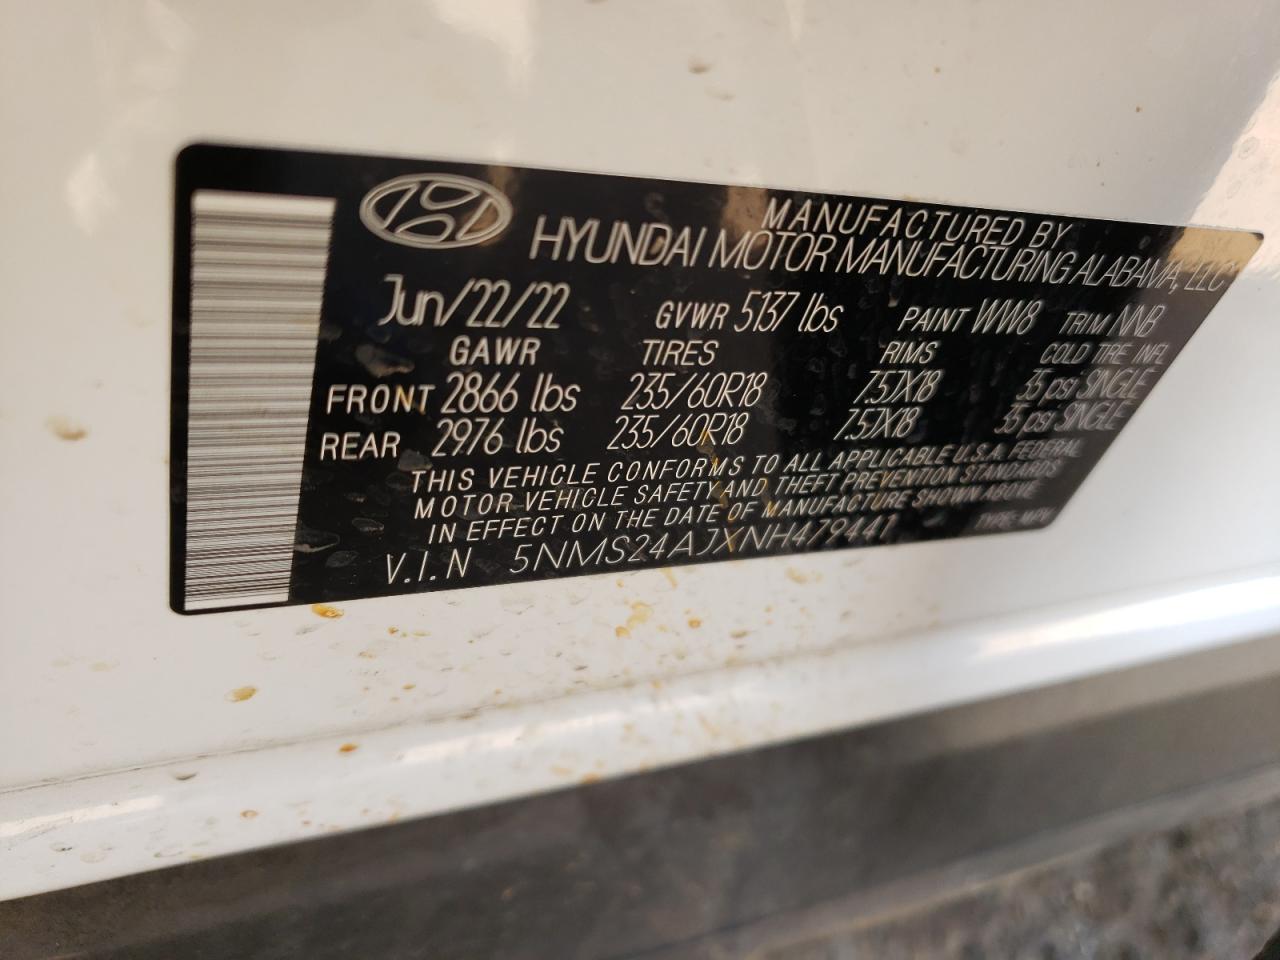 MANUFACTURED BY
HYUNDAI MOTOR MANUFACTURING ALABAMA, LLC
Jun/22/22 GVWR 5137 lbs PAINT WW8 TRIM NNB
GAWR TIRES RIMS COLD TIRE INFL
FRONT 2866 lbs 235/60R18 7.5JX18 35 psi SINGLE
REAR 2976 lbs 235/60R18 7.5JX18 35 psi SINGLE
THIS VEHICLE CONFORMS TO ALL APPLICABLE U.S.A. FEDERAL
MOTOR VEHICLE SAFETY AND THEFT PREVENTION STANDARDS
IN EFFECT ON THE DATE OF MANUFACTURE SHOWN ABOVE
V.I.N 5NMS24AJXNH479441 TYPE: MPV